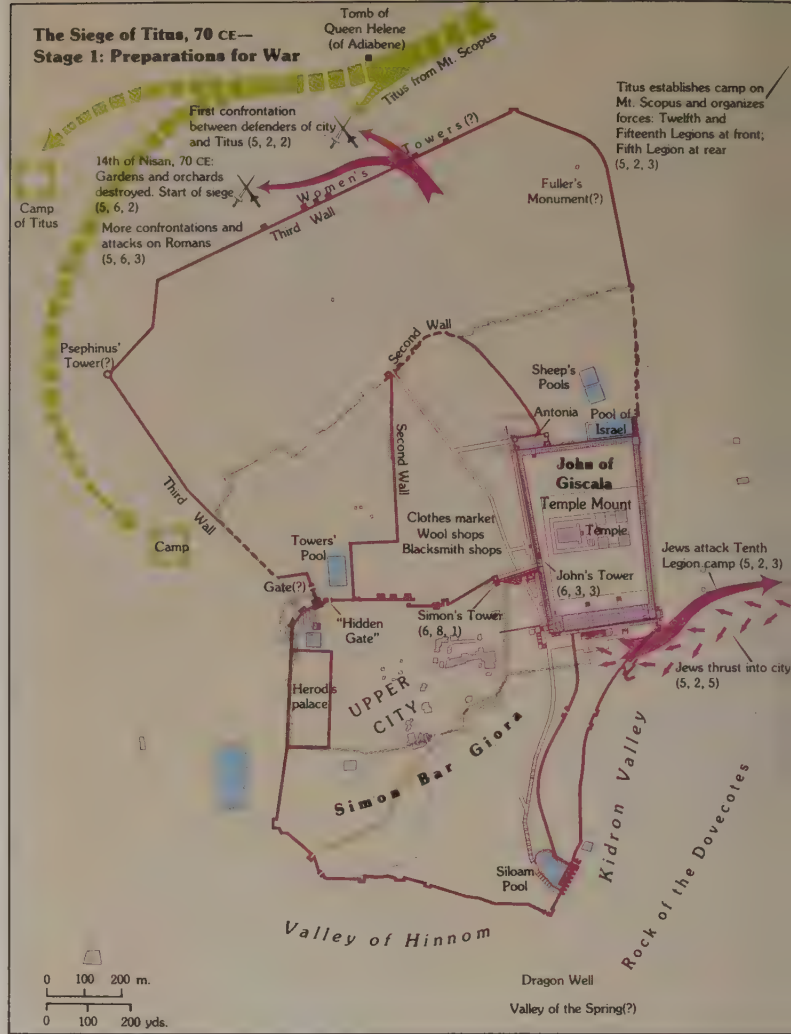 The Siege of Titus, 70 CE—
Stage 1: Preparations for War
Tomb of
Queen Helene
(of Adiabene)
Titus from Mt. Scopus
Titus establishes camp on
Mt. Scopus and organizes
forces: Twelfth and
Fifteenth Legions at front;
Fifth Legion at rear
(5, 2, 3)
First confrontation
between defenders of city
and Titus (5, 2, 2)
14th of Nisan, 70 CE:
Gardens and orchards
destroyed. Start of siege
(5, 6, 2)
More confrontations and
attacks on Romans
(5, 6, 3)
Camp
of Titus
Women's Towers(?)
Third Wall
Fuller's
Monument(?)
Psephinus'
Tower(?)
Second Wall
Sheep's
Pools
Antonia
Pool of
Israel
Second Wall
John of
Giscala
Temple Mount
Temple
Third Wall
Clothes market
Wool shops
Blacksmith shops
Camp
Towers'
Pool
John's Tower
(6, 3, 3)
Jews attack Tenth
Legion camp (5, 2, 3)
Gate(?)
"Hidden
Gate"
Simon's Tower
(6, 8, 1)
Jews thrust into city
(5, 2, 5)
Herod's
palace
UPPER
CITY
Simon Bar Giora
Kidron Valley
Rock of the Dovecotes
Siloam
Pool
Valley of Hinnom
Dragon Well
Valley of the Spring(?)
0 100 200 m.
0 100 200 yds.